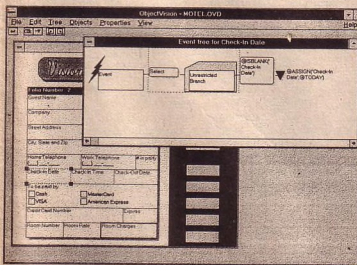 ObjectVision - MOTEL.OVD
File Edit Tree Objects Properties View Help
Event tree for Check-In Date
Event
Select
Unrestricted
Branch
@ISBLANK(
'Check-In
Date')
@ASSIGN('Check-In
Date',@TODAY)
Vision
Folio Number 2
Guest Name
Company
Street Address
City, State and Zip
Home Telephone Work Telephone # in party
Check-In Date Check-In Time Check-Out Date
To be paid by
Cash MasterCard
VISA American Express
Credit Card Number Expires
Room Number Room Rate Room Charges